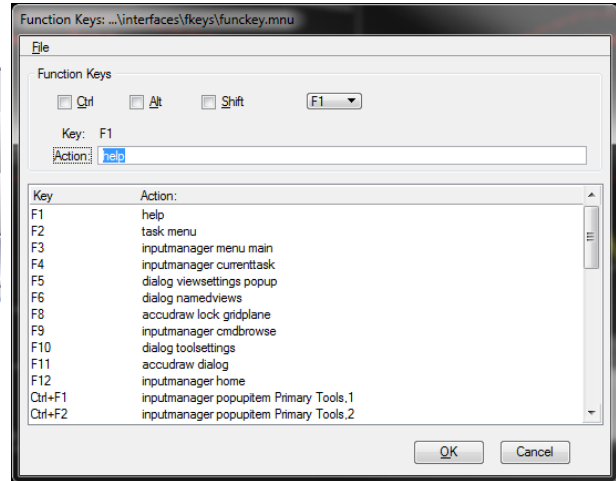 Function Keys: ...\interfaces\fkeys\funckey.mnu
File
Function Keys
Ctrl Alt Shift F1
Key: F1
Action: help
Key Action:
F1 help
F2 task menu
F3 inputmanager menu main
F4 inputmanager currenttask
F5 dialog viewsettings popup
F6 dialog namedviews
F8 accudraw lock gridplane
F9 inputmanager cmdbrowse
F10 dialog toolsettings
F11 accudraw dialog
F12 inputmanager home
Ctrl+F1 inputmanager popupitem Primary Tools,1
Ctrl+F2 inputmanager popupitem Primary Tools,2
OK Cancel